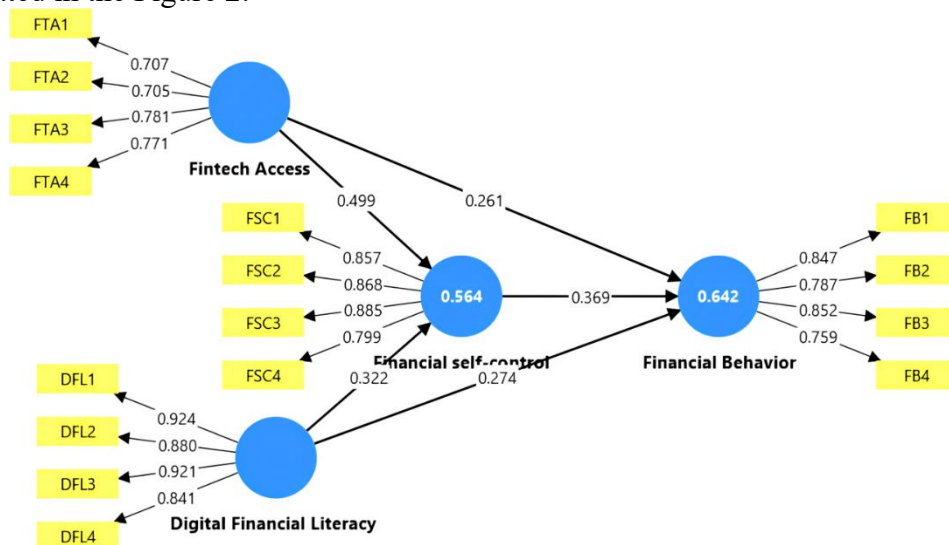 FTA1
0.707
FTA2
0.705
FTA3
0.781
0.771
FTA4
Fintech Access
0.499
0.261
FSC1
0.857
FSC2
0.868
FSC3
0.885
0.799
FSC4
0.564
Financial self-control
0.369
FB1
0.847
FB2
0.787
0.642
0.852
FB3
0.759
Financial Behavior
FB4
0.322
0.274
DFL1
0.924
DFL2
0.880
DFL3
0.921
0.841
DFL4
Digital Financial Literacy